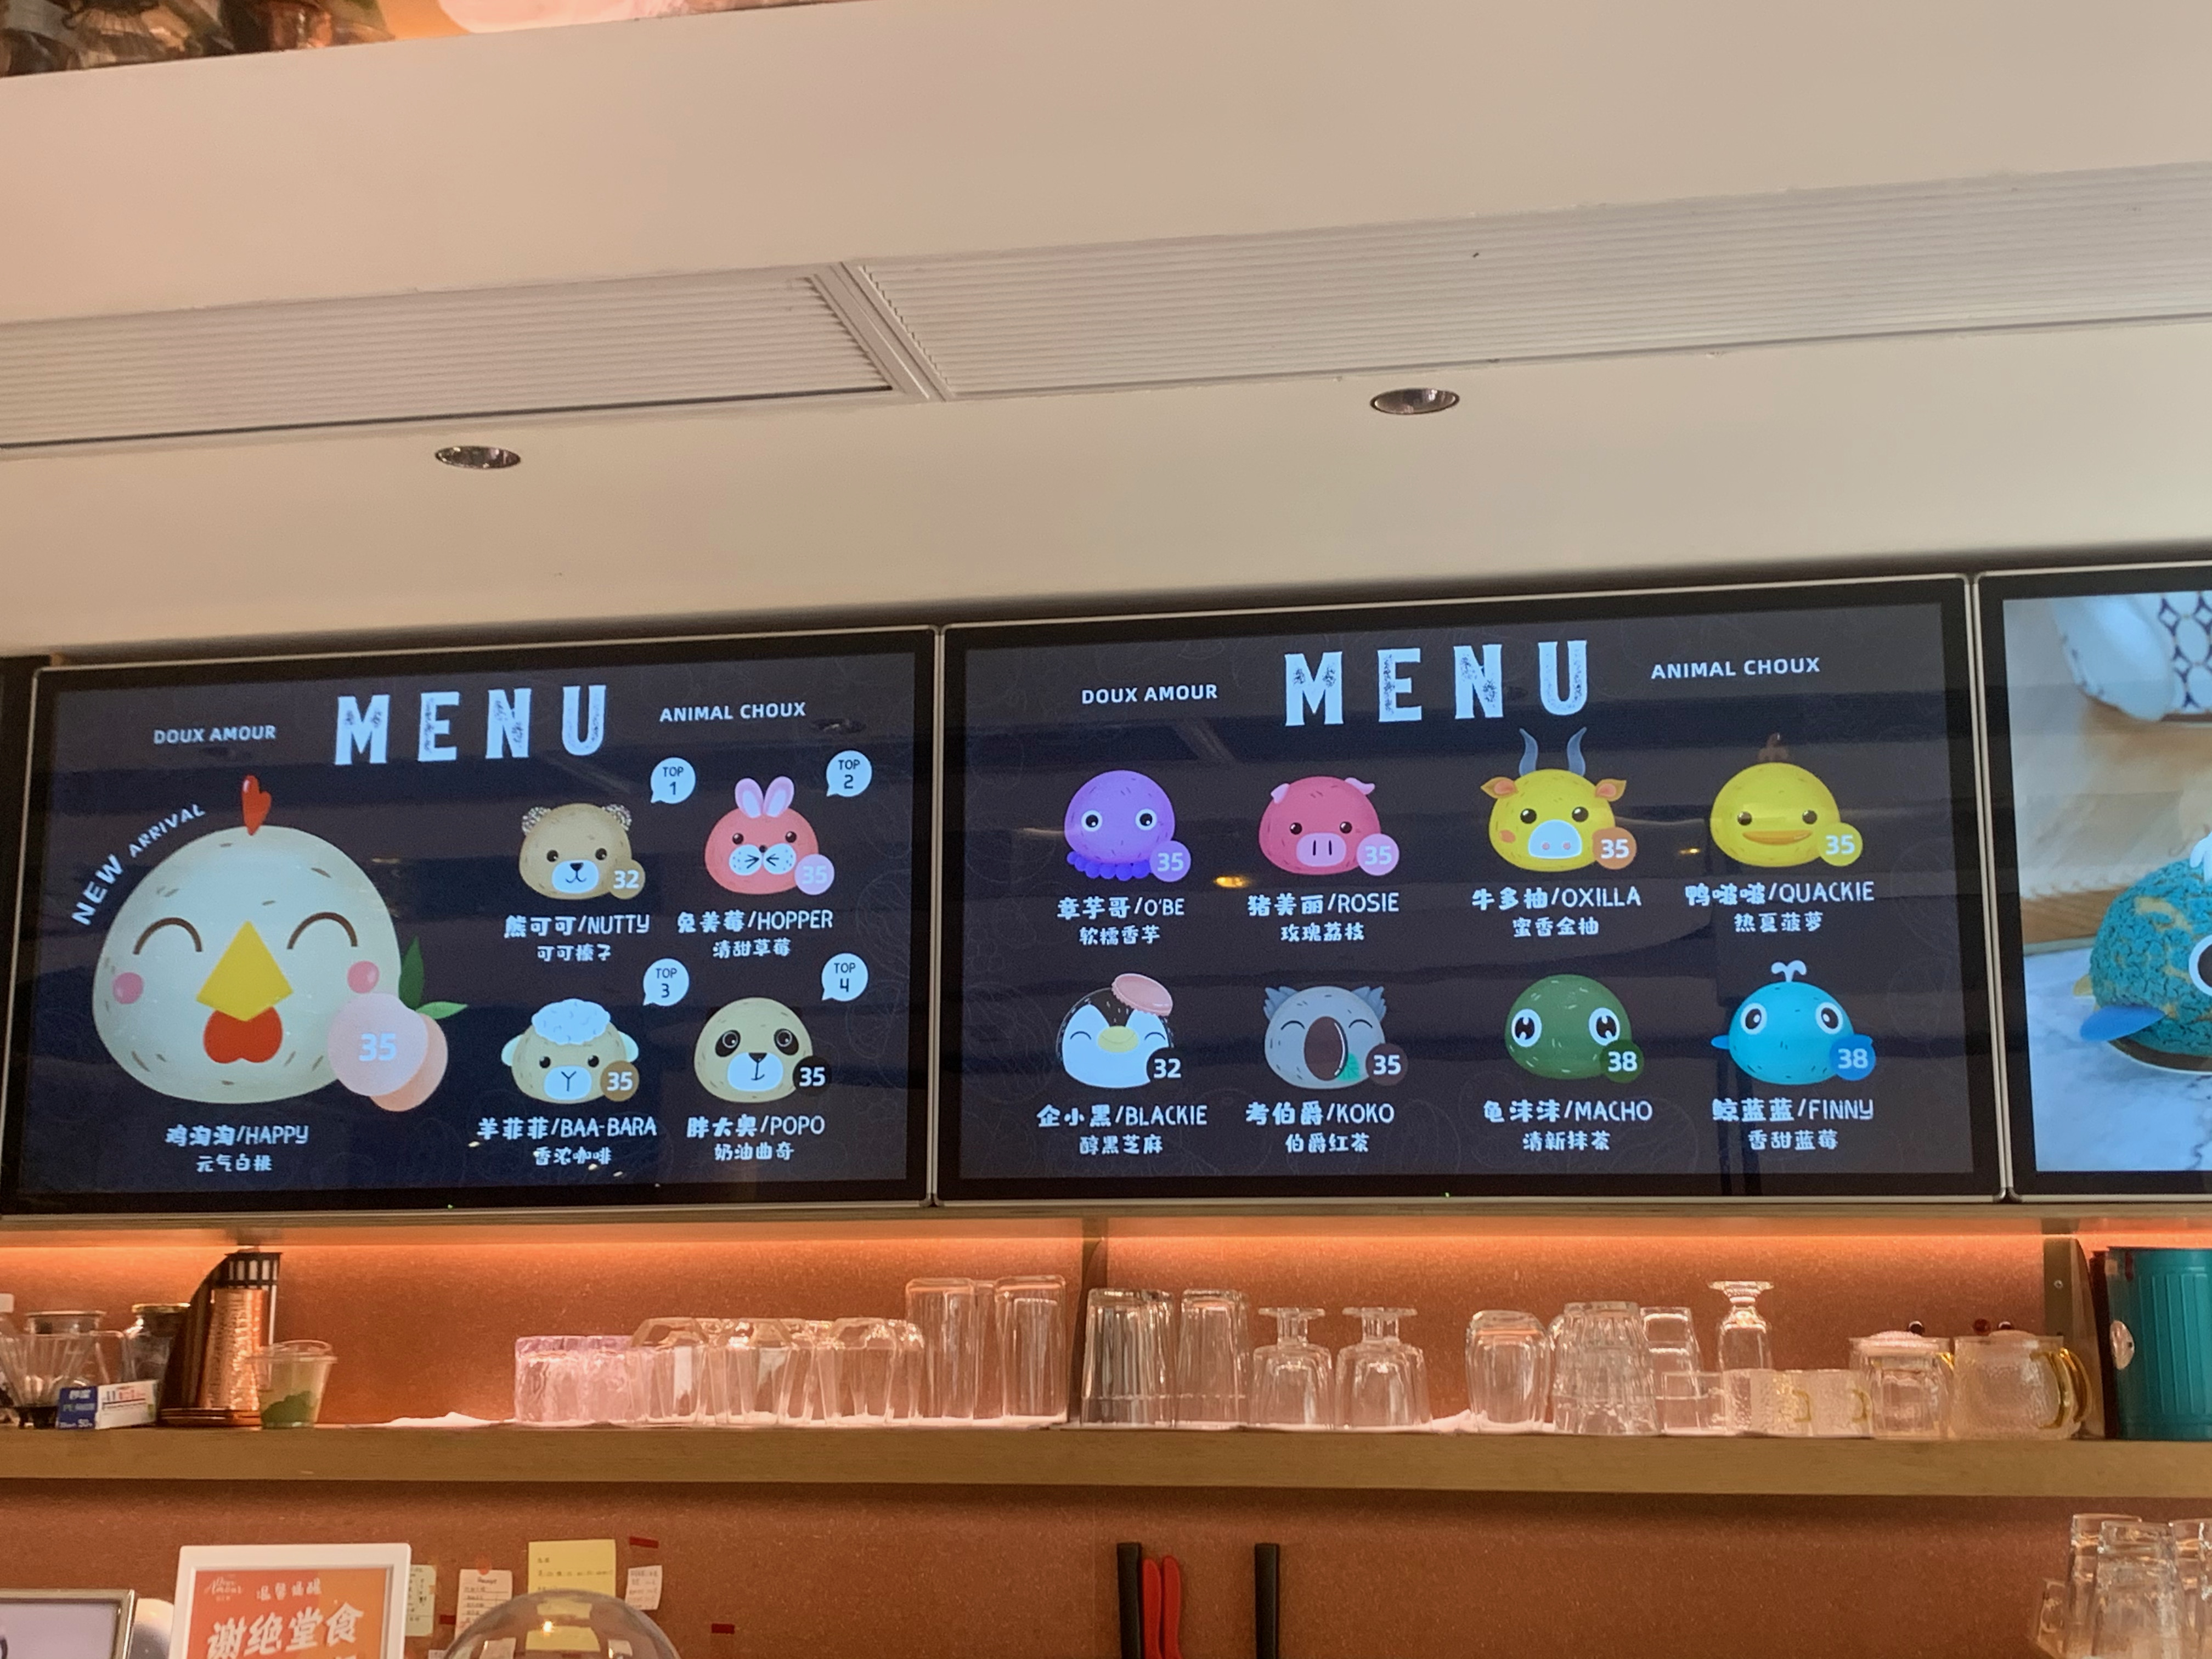 DOUX AMOUR
MENU
ANIMAL CHOUX
NEW ARRIVAL
35
鸡淘淘/HAPPY
元气白桃
TOP 1
32
熊可可/NUTTY
可可榛子
TOP 2
35
兔美莓/HOPPER
清甜草莓
TOP 3
35
羊菲菲/BAA-BARA
香浓咖啡
TOP 4
35
胖大奥/POPO
奶油曲奇
DOUX AMOUR
MENU
ANIMAL CHOUX
35
章芋哥/O'BE
软糯香芋
35
猪美丽/ROSIE
玫瑰荔枝
35
牛多柚/OXILLA
蜜香金柚
35
鸭啵啵/QUACKIE
热夏菠萝
32
企小黑/BLACKIE
醇黑芝麻
35
考伯爵/KOKO
伯爵红茶
38
龟沫沫/MACHO
清新抹茶
38
鲸蓝蓝/FINNY
香甜蓝莓
温馨提醒
谢绝堂食